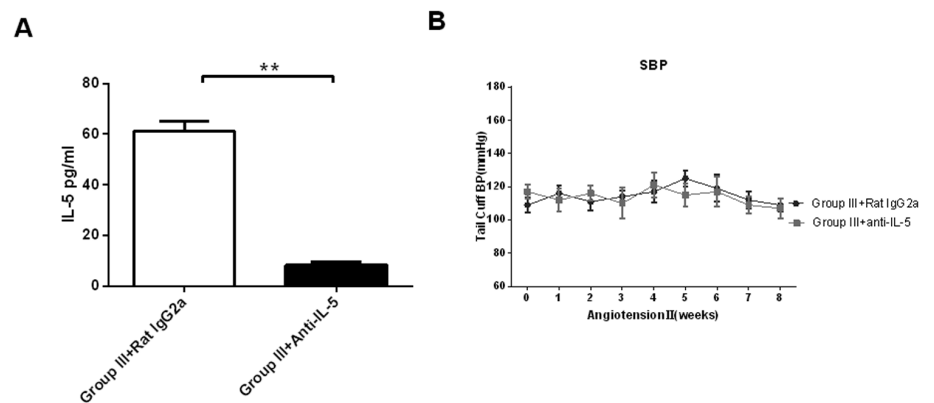 A
**
80
60
40
20
0
IL-5 pg/ml
Group III+Rat IgG2a
Group III+Anti-IL-5
B
SBP
180
160
140
120
100
80
60
Tail Cuff BP(mmHg)
0 1 2 3 4 5 6 7 8
AngiotensionII(weeks)
Group III+Rat IgG2a
Group III+anti-IL-5